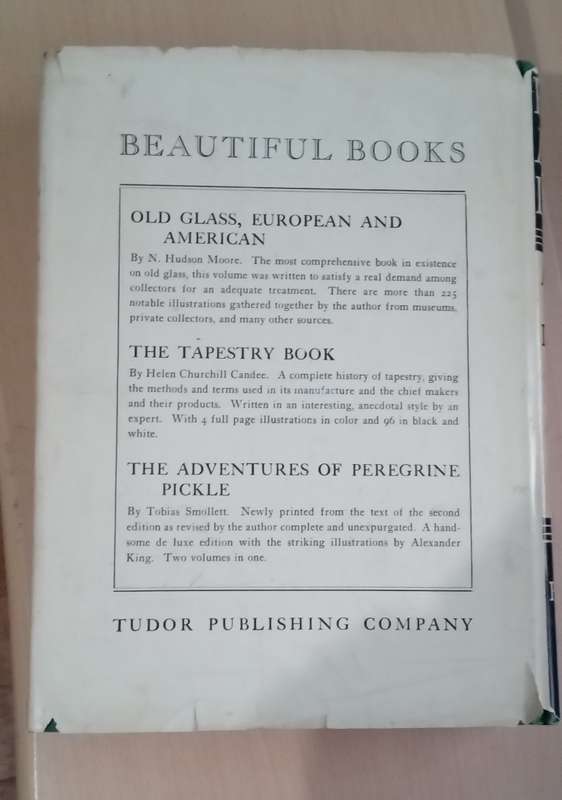 BEAUTIFUL BOOKS
OLD GLASS, EUROPEAN AND
AMERICAN
By N. Hudson Moore. The most comprehensive book in existence
on old glass, this volume was written to satisfy a real demand among
collectors for an adequate treatment. There are more than 225
notable illustrations gathered together by the author from museums,
private collectors, and many other sources.
THE TAPESTRY BOOK
By Helen Churchill Candee. A complete history of tapestry, giving
the methods and terms used in its manufacture and the chief makers
and their products. Written in an interesting, anecdotal style by an
expert. With 4 full page illustrations in color and 96 in black and
white.
THE ADVENTURES OF PEREGRINE
PICKLE
By Tobias Smollett. Newly printed from the text of the second
edition as revised by the author complete and unexpurgated. A hand-
some de luxe edition with the striking illustrations by Alexander
King. Two volumes in one.
TUDOR PUBLISHING COMPANY